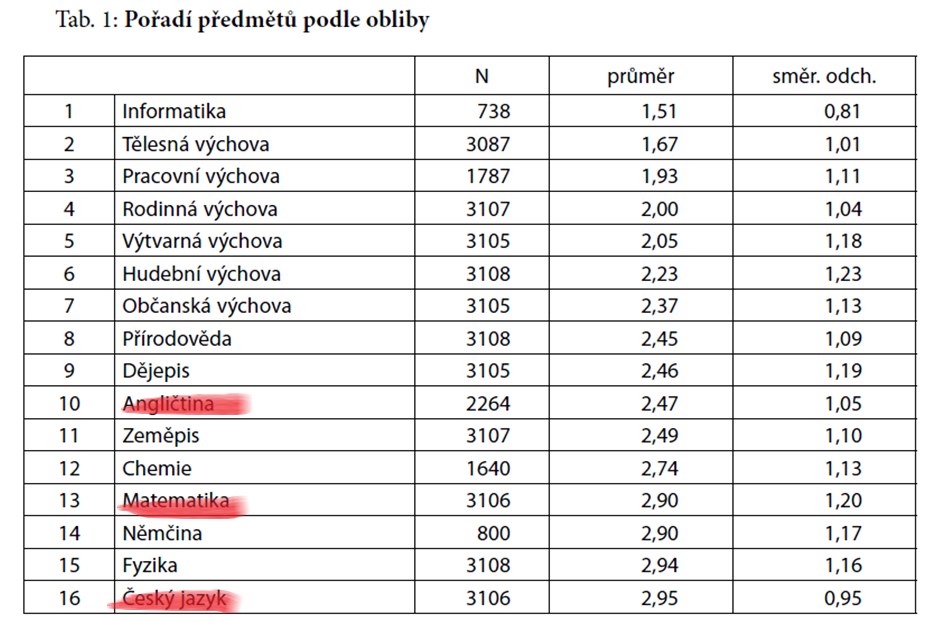 Tab. 1: Pořadí předmětů podle obliby
N průměr směr. odch.
1 Informatika 738 1,51 0,81
2 Tělesná výchova 3087 1,67 1,01
3 Pracovní výchova 1787 1,93 1,11
4 Rodinná výchova 3107 2,00 1,04
5 Výtvarná výchova 3105 2,05 1,18
6 Hudební výchova 3108 2,23 1,23
7 Občanská výchova 3105 2,37 1,13
8 Přírodověda 3108 2,45 1,09
9 Dějepis 3105 2,46 1,19
10 Angličtina 2264 2,47 1,05
11 Zeměpis 3107 2,49 1,10
12 Chemie 1640 2,74 1,13
13 Matematika 3106 2,90 1,20
14 Němčina 800 2,90 1,17
15 Fyzika 3108 2,94 1,16
16 Český jazyk 3106 2,95 0,95